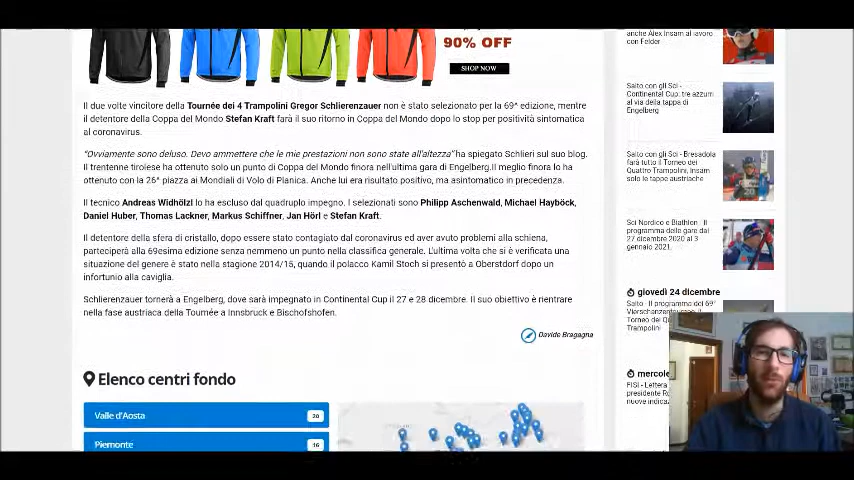 90% OFF
SHOP NOW
Il due volte vincitore della Tournée dei 4 Trampolini Gregor Schlierenzauer non è stato selezionato per la 69ª edizione, mentre
il detentore della Coppa del Mondo Stefan Kraft farà il suo ritorno in Coppa del Mondo dopo lo stop per positività sintomatica
al coronavirus.
"Ovviamente sono deluso. Devo ammettere che le mie prestazioni non sono state all'altezza" ha spiegato Schlieri sul suo blog.
Il trentenne tirolese ha ottenuto solo un punto di Coppa del Mondo finora nell'ultima gara di Engelberg.Il meglio finora lo ha
ottenuto con la 26ª piazza ai Mondiali di Volo di Planica. Anche lui era risultato positivo, ma asintomatico in precedenza.
Il tecnico Andreas Widhölzl lo ha escluso dal quadruplo impegno. I selezionati sono Philipp Aschenwald, Michael Hayböck,
Daniel Huber, Thomas Lackner, Markus Schiffner, Jan Hörl e Stefan Kraft.
Il detentore della sfera di cristallo, dopo essere stato contagiato dal coronavirus ed aver avuto problemi alla schiena,
parteciperà alla 69esima edizione senza nemmeno un punto nella classifica generale. L'ultima volta che si è verificata una
situazione del genere è stato nella stagione 2014/15, quando il polacco Kamil Stoch si presentò a Oberstdorf dopo un
infortunio alla caviglia.
Schlierenzauer tornerà a Engelberg, dove sarà impegnato in Continental Cup il 27 e 28 dicembre. Il suo obiettivo è rientrare
nella fase austriaca della Tournée a Innsbruck e Bischofshofen.
Davide Bragagna
Elenco centri fondo
Valle d'Aosta 20
Piemonte 16
anche Alex Insam al lavoro
con Felder
Salto con gli Sci -
Continental Cup: tre azzurri
al via della tappa di
Engelberg
Salto con gli Sci - Bresadola
farà tutto il Torneo dei
Quattro Trampolini, Insam
solo le tappe austriache
Sci Nordico e Biathlon - Il
programma delle gare dal
27 dicembre 2020 al 3
gennaio 2021.
giovedì 24 dicembre
Salto - Il programma del 69°
Vierschanzentournee, il
Torneo dei Qu
Trampolini
mercole
FISI - Lettera
presidente Ro
nuove indicaz